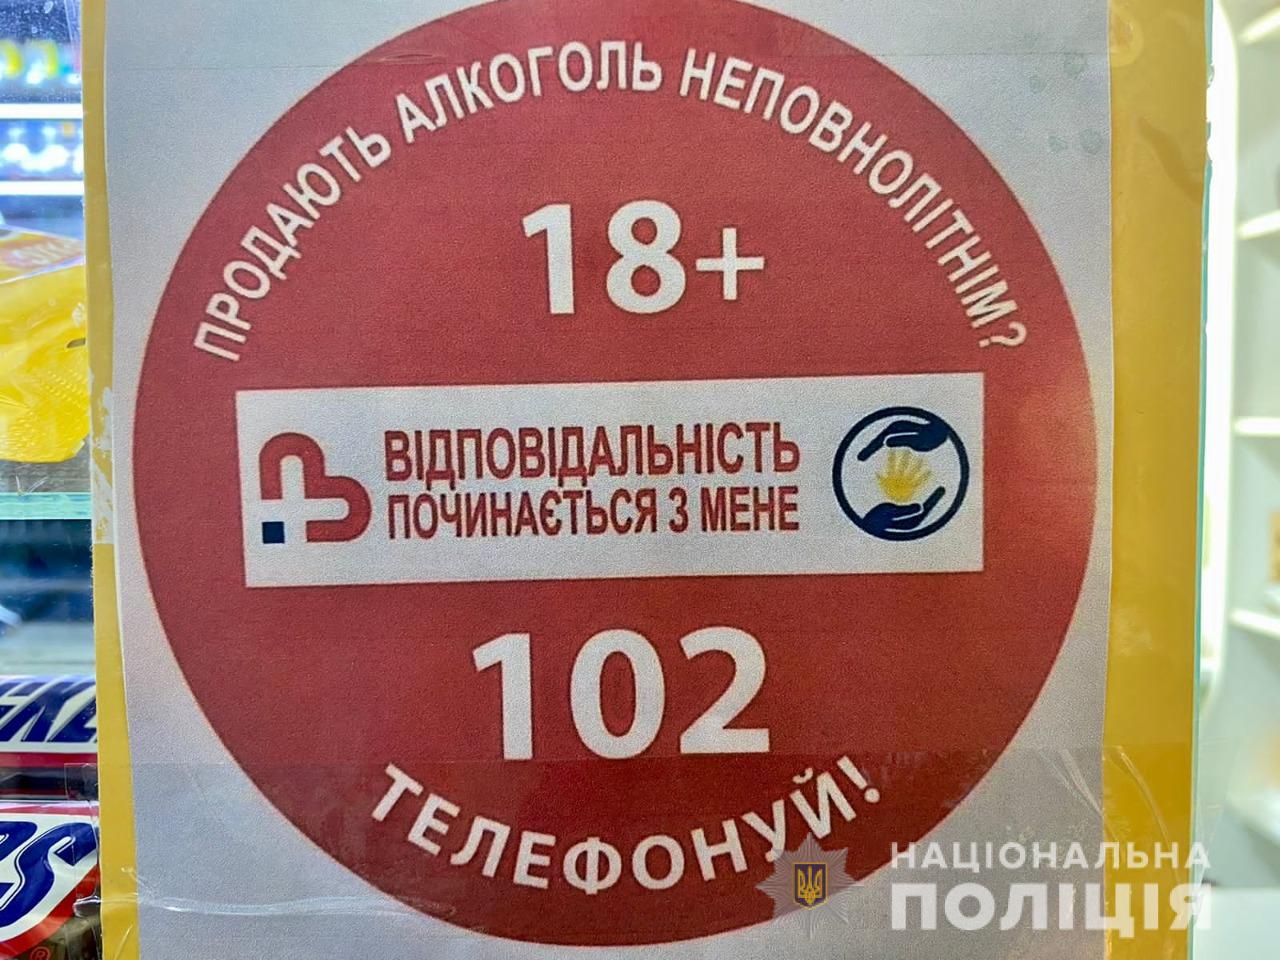 ПРОДАЮТЬ АЛКОГОЛЬ НЕПОВНОЛІТНІМ?
18+
ВІДПОВІДАЛЬНІСТЬ
ПОЧИНАЄТЬСЯ З МЕНЕ
102
ТЕЛЕФОНУЙ!
НАЦІОНАЛЬНА
ПОЛІЦІЯ